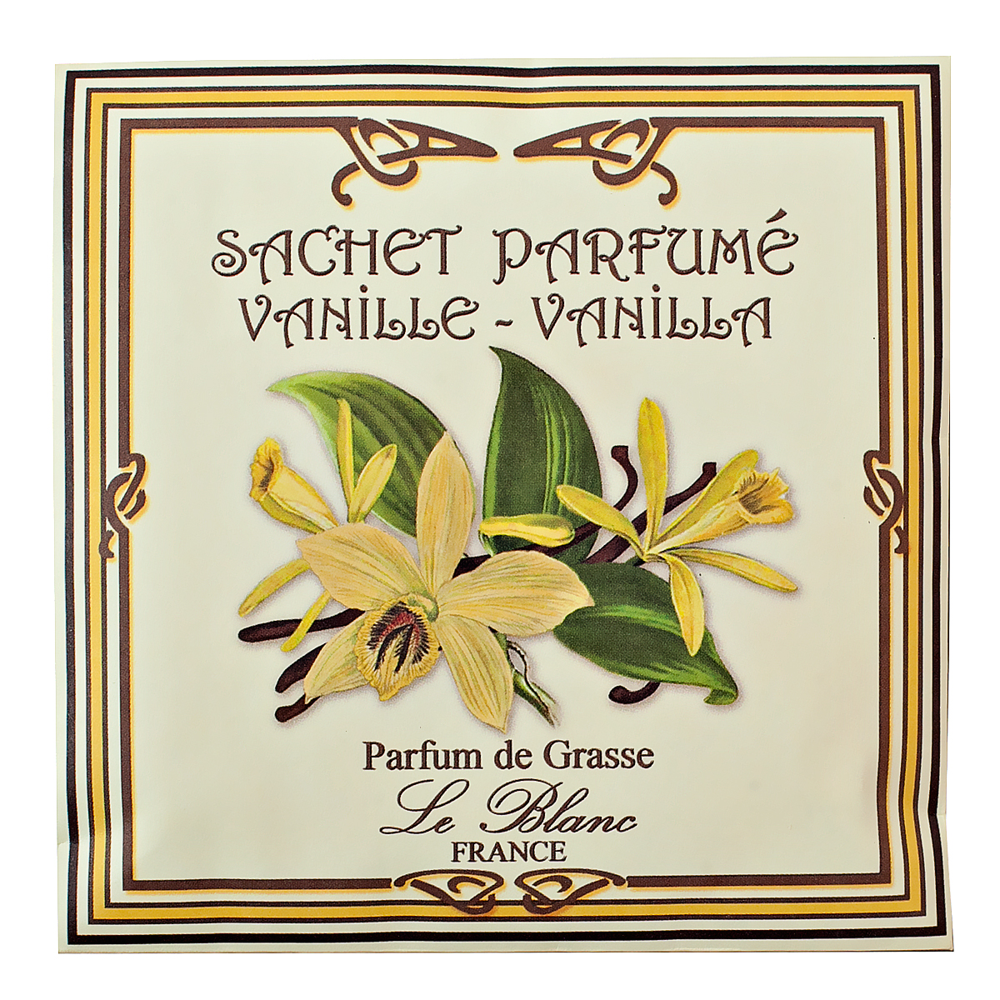 SACHET PARFUMÉ
VANILLE - VANILLA
Parfum de Grasse
Le Blanc
FRANCE